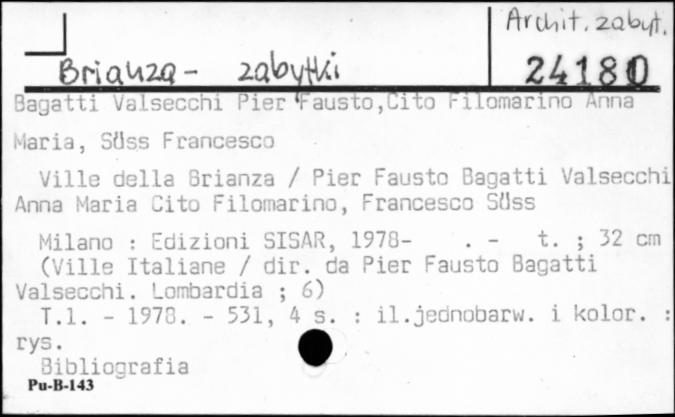 Archit. zabyt.
Brianza - zabytki 24180
Bagatti Valsecchi Pier Fausto,Cito Filomarino Anna
Maria, Süss Francesco
Ville della Brianza / Pier Fausto Bagatti Valsecchi
Anna Maria Cito Filomarino, Francesco Süss
Milano : Edizioni SISAR, 1978- . - t. ; 32 cm
(Ville Italiane / dir. da Pier Fausto Bagatti
Valsecchi. Lombardia ; 6)
T.1. - 1978. - 531, 4 s. : il.jednobarw. i kolor. :
rys.
Bibliografia
Pu-B-143